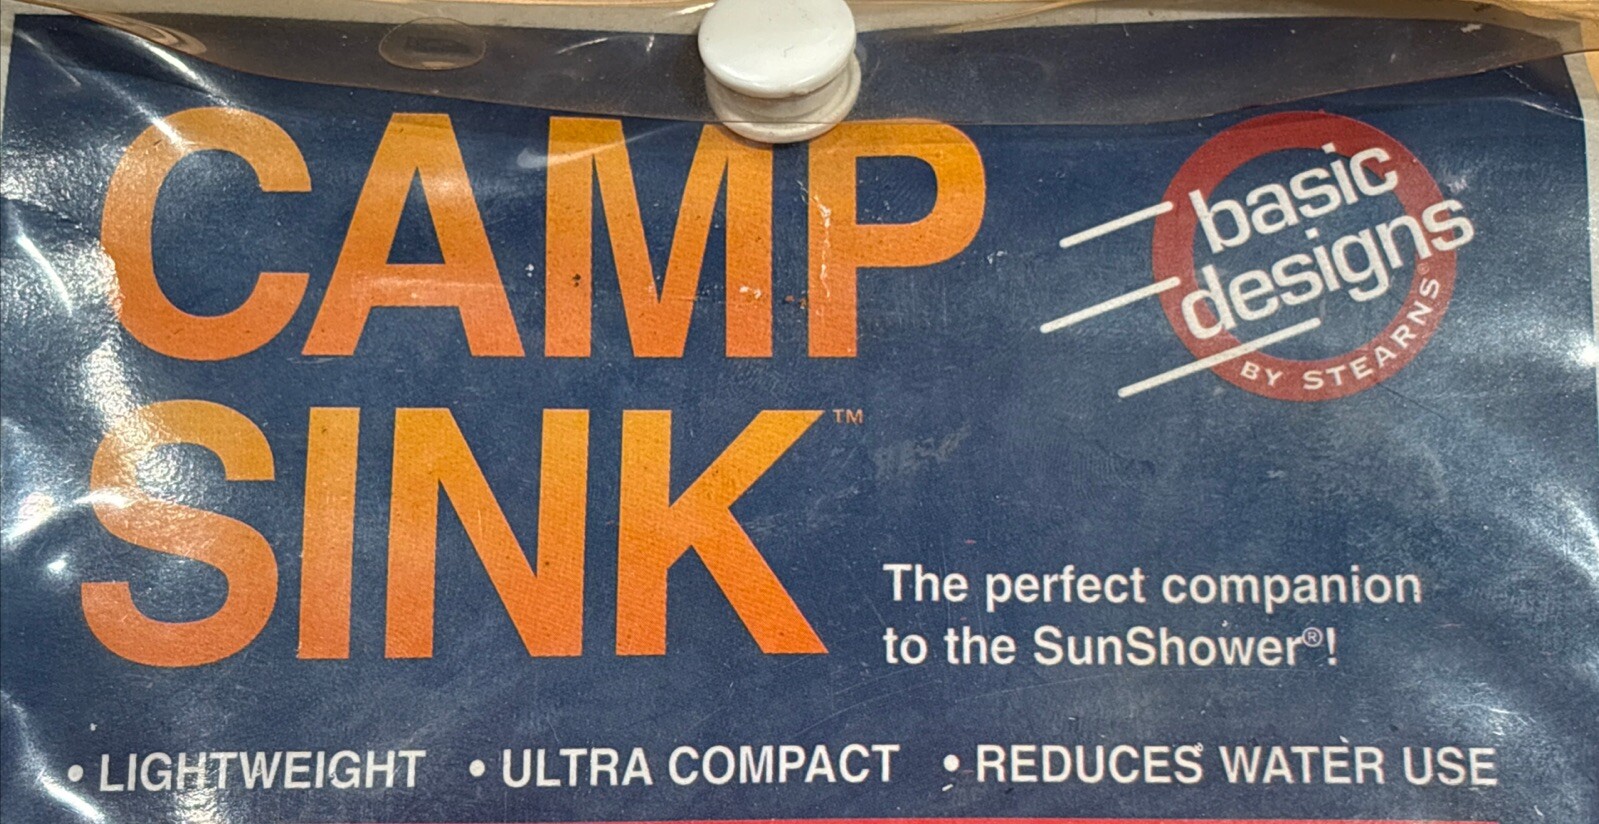 CAMP
SINK™
basic
designs
BY STEARNS®
The perfect companion
to the SunShower®!
• LIGHTWEIGHT • ULTRA COMPACT • REDUCES WATER USE